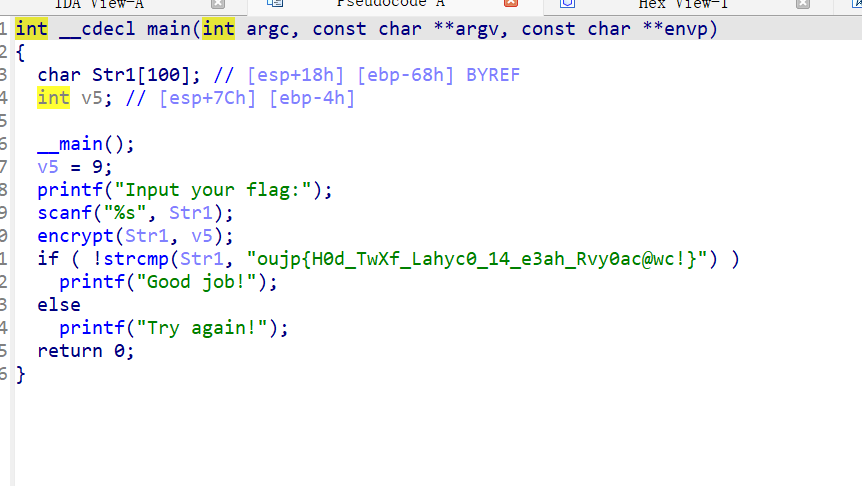 IDA View-A Pseudocode A Hex View-1
1 int __cdecl main(int argc, const char **argv, const char **envp)
2 {
3 char Str1[100]; // [esp+18h] [ebp-68h] BYREF
4 int v5; // [esp+7Ch] [ebp-4h]
5
6 __main();
7 v5 = 9;
8 printf("Input your flag:");
9 scanf("%s", Str1);
0 encrypt(Str1, v5);
1 if ( !strcmp(Str1, "oujp{H0d_TwXf_Lahyc0_14_e3ah_Rvy0ac@wc!}") )
2 printf("Good job!");
3 else
4 printf("Try again!");
5 return 0;
6 }